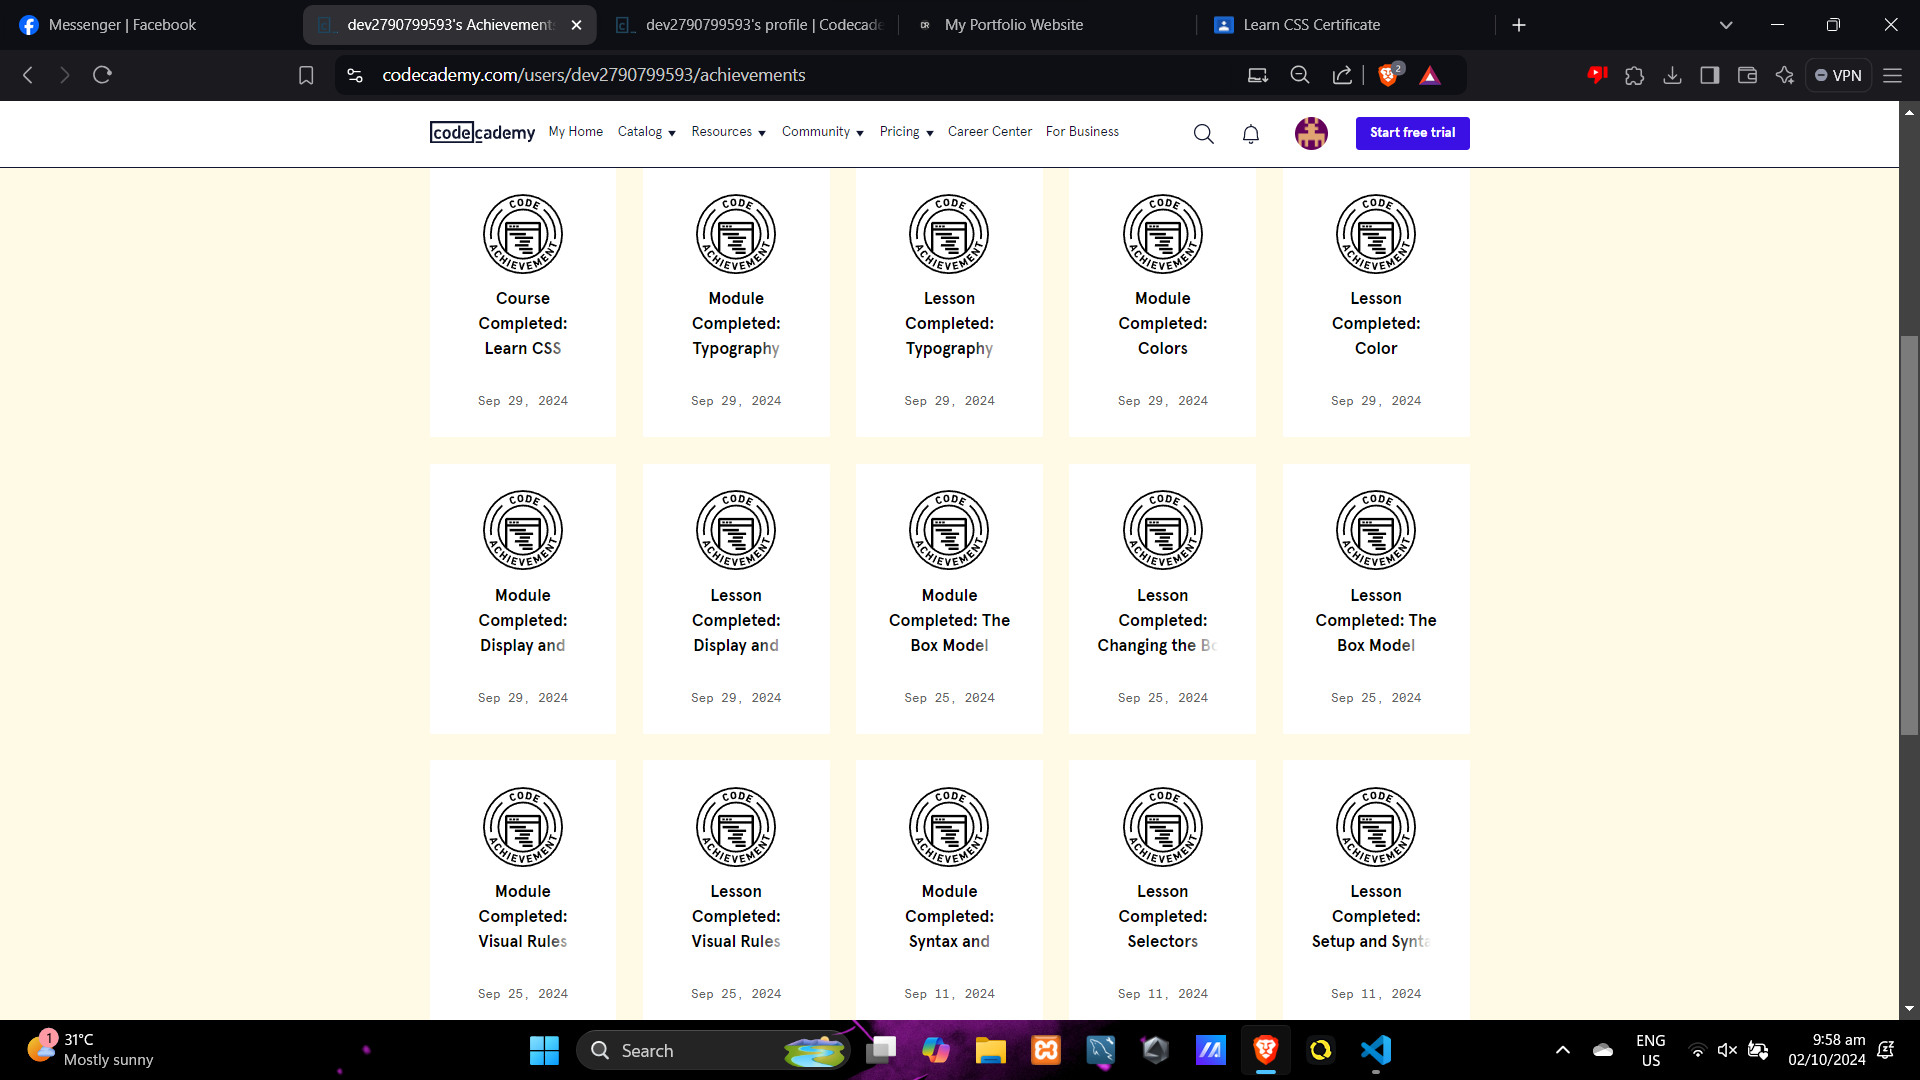 Messenger | Facebook
dev2790799593's Achievements
dev2790799593's profile | Codecade
My Portfolio Website
Learn CSS Certificate
codecademy.com/users/dev2790799593/achievements
2
VPN
codecademy
My Home
Catalog
Resources
Community
Pricing
Career Center
For Business
Start free trial
CODE ACHIEVEMENT
CODE ACHIEVEMENT
CODE ACHIEVEMENT
CODE ACHIEVEMENT
CODE ACHIEVEMENT
Course
Completed:
Learn CSS
Sep 29, 2024
Module
Completed:
Typography
Sep 29, 2024
Lesson
Completed:
Typography
Sep 29, 2024
Module
Completed:
Colors
Sep 29, 2024
Lesson
Completed:
Color
Sep 29, 2024
CODE ACHIEVEMENT
CODE ACHIEVEMENT
CODE ACHIEVEMENT
CODE ACHIEVEMENT
CODE ACHIEVEMENT
Module
Completed:
Display and
Sep 29, 2024
Lesson
Completed:
Display and
Sep 29, 2024
Module
Completed: The
Box Model
Sep 25, 2024
Lesson
Completed:
Changing the Bo
Sep 25, 2024
Lesson
Completed: The
Box Model
Sep 25, 2024
CODE ACHIEVEMENT
CODE ACHIEVEMENT
CODE ACHIEVEMENT
CODE ACHIEVEMENT
CODE ACHIEVEMENT
Module
Completed:
Visual Rules
Sep 25, 2024
Lesson
Completed:
Visual Rules
Sep 25, 2024
Module
Completed:
Syntax and
Sep 11, 2024
Lesson
Completed:
Selectors
Sep 11, 2024
Lesson
Completed:
Setup and Synta
Sep 11, 2024
1
31°C
Mostly sunny
Search
ENG
US
9:58 am
02/10/2024